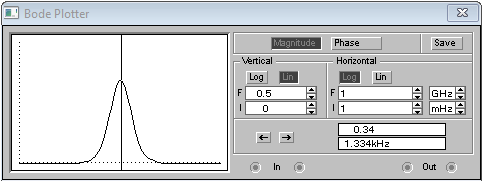 Bode Plotter
Magnitude Phase Save
Vertical Horizontal
Log Lin Log Lin
F 0.5 F 1 GHz
I 0 I 1 mHz
0.34
1.334kHz
In Out